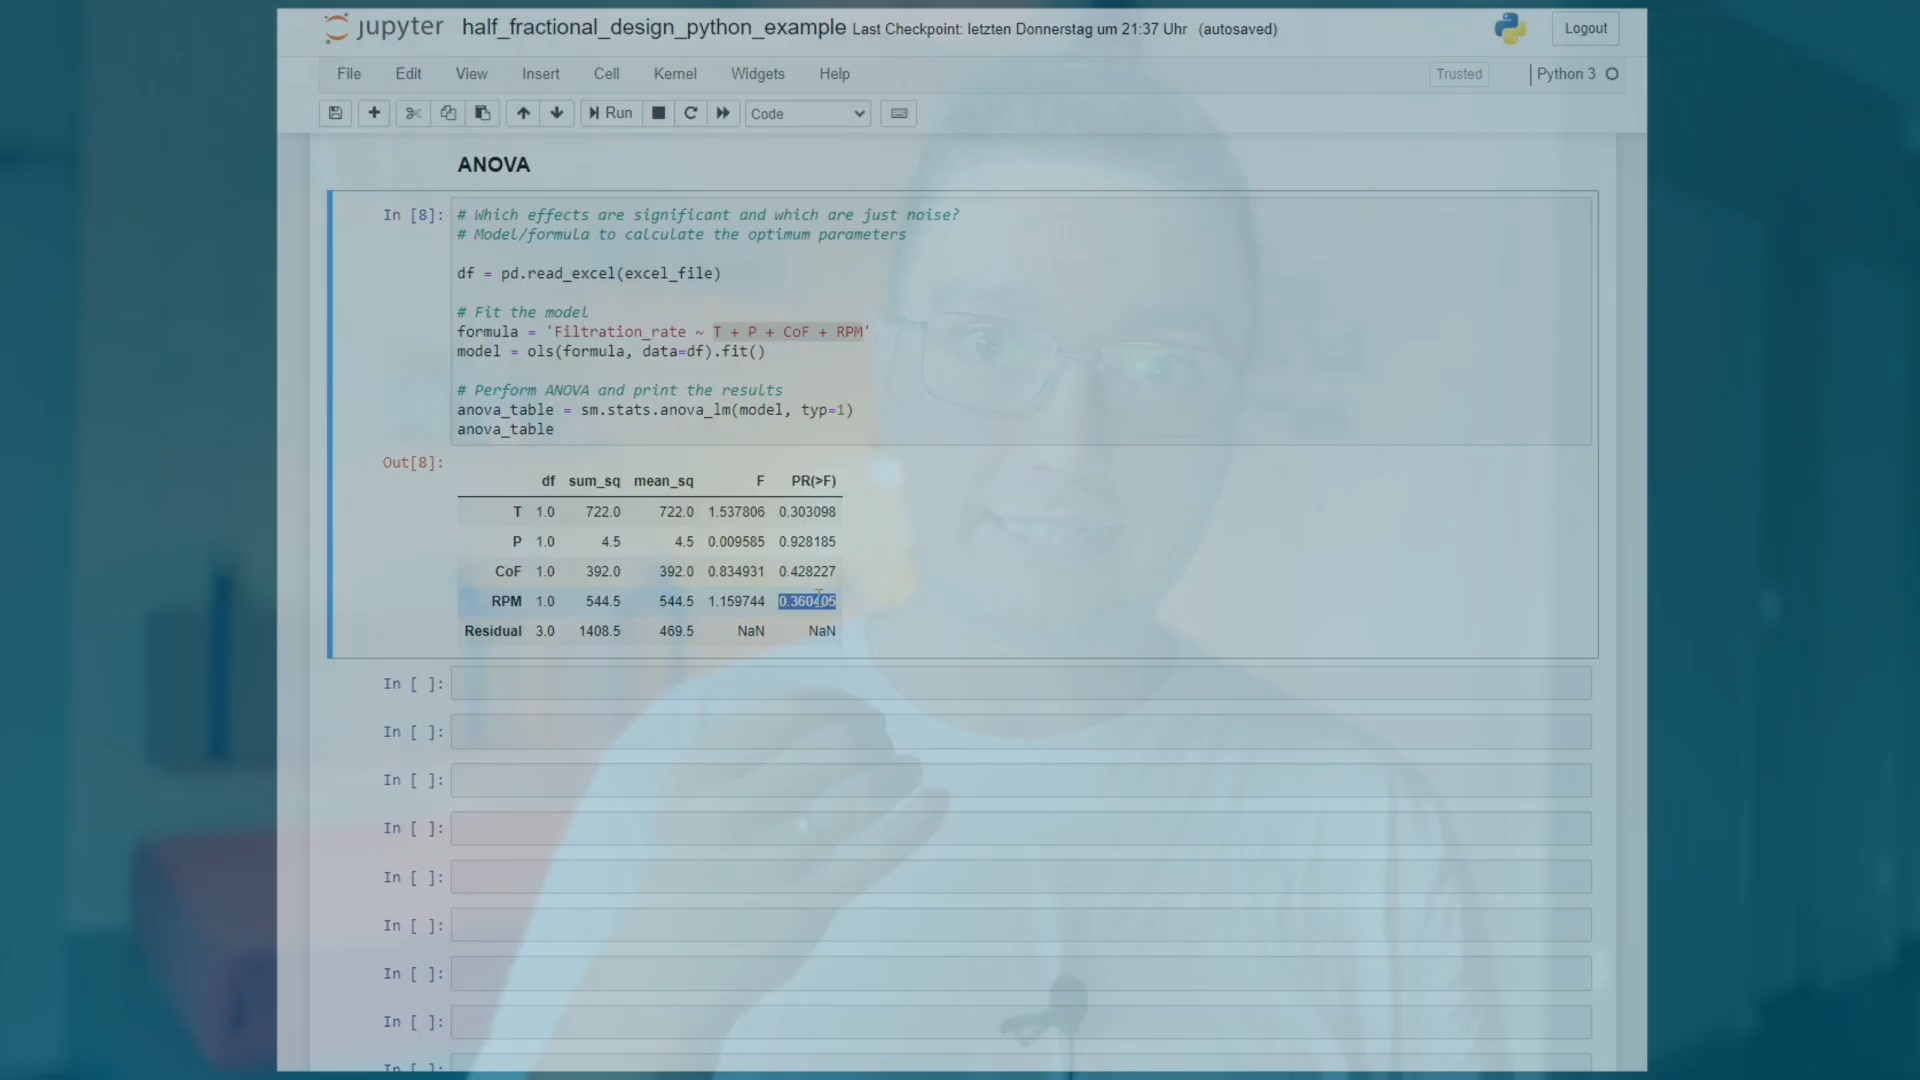 jupyter half_fractional_design_python_example Last Checkpoint: letzten Donnerstag um 21:37 Uhr (autosaved) Logout
File Edit View Insert Cell Kernel Widgets Help Trusted Python 3
Run Code
ANOVA
In [8]: # Which effects are significant and which are just noise?
# Model/formula to calculate the optimum parameters
df = pd.read_excel(excel_file)
# Fit the model
formula = 'Filtration_rate ~ T + P + CoF + RPM'
model = ols(formula, data=df).fit()
# Perform ANOVA and print the results
anova_table = sm.stats.anova_lm(model, typ=1)
anova_table
Out[8]:
df sum_sq mean_sq F PR(>F)
T 1.0 722.0 722.0 1.537806 0.303098
P 1.0 4.5 4.5 0.009585 0.928185
CoF 1.0 392.0 392.0 0.834931 0.428227
RPM 1.0 544.5 544.5 1.159744 0.360405
Residual 3.0 1408.5 469.5 NaN NaN
In [ ]:
In [ ]:
In [ ]:
In [ ]:
In [ ]:
In [ ]:
In [ ]:
In [ ]:
In [ ]: